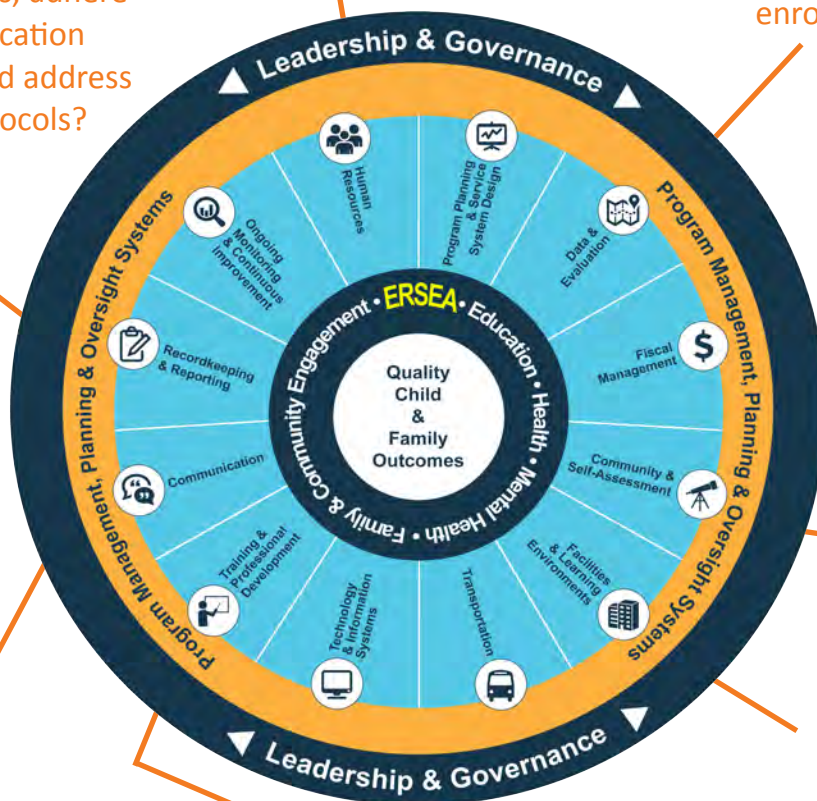 adhere
cation
d address
ocols?
enro
Leadership & Governance
Program Management, Planning & Oversight Systems
Program Management, Planning & Oversight Systems
Human
Resources
Program Planning
& Service
System Design
Data &
Evaluation
$
Fiscal
Management
Community &
Self-Assessment
Facilities
& Learning
Environments
Transportation
Technology
& Information
Systems
Training &
Professional
Development
Communication
Recordkeeping
& Reporting
Ongoing
Monitoring
& Continuous
Improvement
ERSEA • Education • Health • Mental Health • Family & Community Engagement •
Quality
Child
&
Family
Outcomes
Leadership & Governance